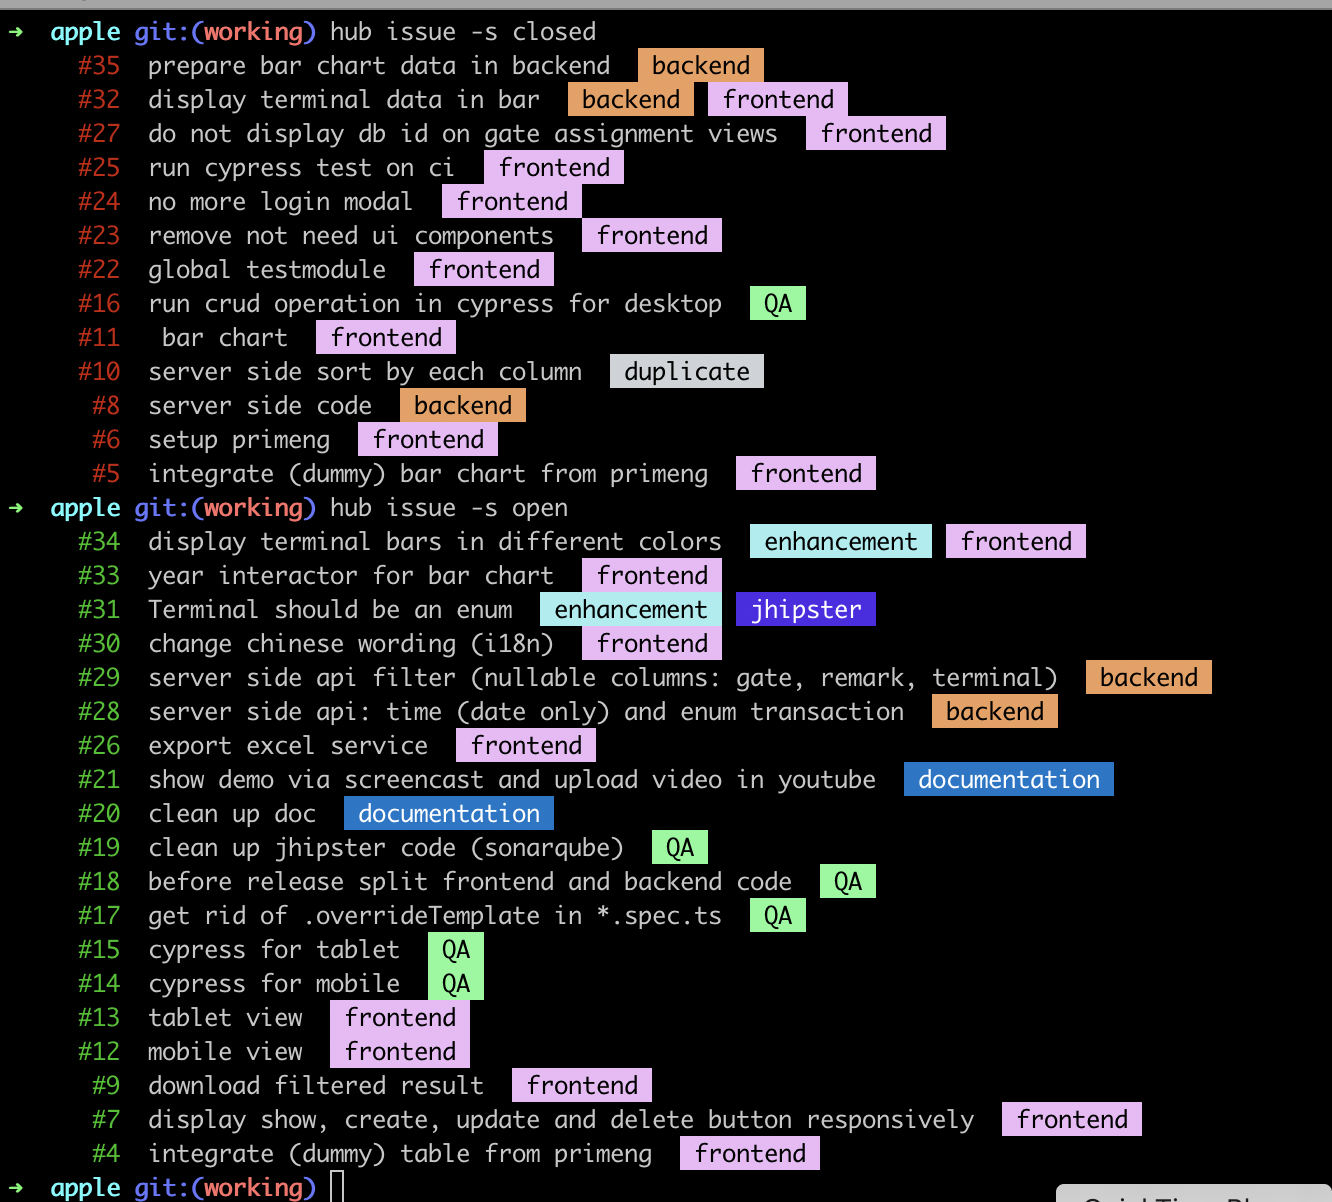 ➜  apple git:(working) hub issue -s closed
#35  prepare bar chart data in backend  backend
#32  display terminal data in bar  backend  frontend
#27  do not display db id on gate assignment views  frontend
#25  run cypress test on ci  frontend
#24  no more login modal  frontend
#23  remove not need ui components  frontend
#22  global testmodule  frontend
#16  run crud operation in cypress for desktop  QA
#11   bar chart  frontend
#10  server side sort by each column  duplicate
#8  server side code  backend
#6  setup primeng  frontend
#5  integrate (dummy) bar chart from primeng  frontend
➜  apple git:(working) hub issue -s open
#34  display terminal bars in different colors  enhancement  frontend
#33  year interactor for bar chart  frontend
#31  Terminal should be an enum  enhancement  jhipster
#30  change chinese wording (i18n)  frontend
#29  server side api filter (nullable columns: gate, remark, terminal)  backend
#28  server side api: time (date only) and enum transaction  backend
#26  export excel service  frontend
#21  show demo via screencast and upload video in youtube  documentation
#20  clean up doc  documentation
#19  clean up jhipster code (sonarqube)  QA
#18  before release split frontend and backend code  QA
#17  get rid of .overrideTemplate in *.spec.ts  QA
#15  cypress for tablet  QA
#14  cypress for mobile  QA
#13  tablet view  frontend
#12  mobile view  frontend
#9  download filtered result  frontend
#7  display show, create, update and delete button responsively  frontend
#4  integrate (dummy) table from primeng  frontend
➜  apple git:(working)